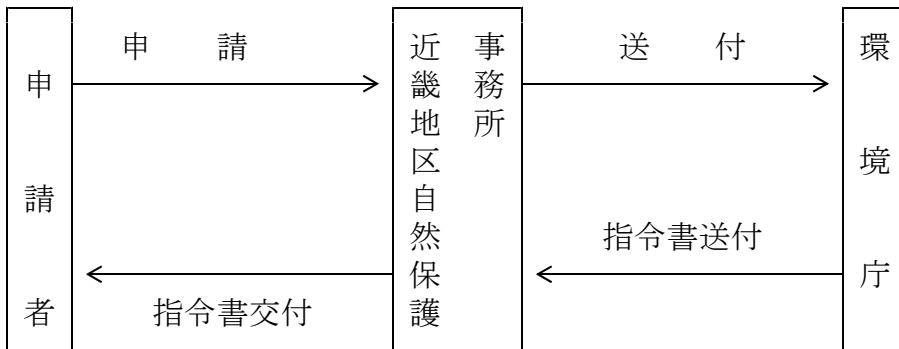 申請者
申請
近畿地区自然保護
事務所
送付
環境庁
指令書送付
指令書交付